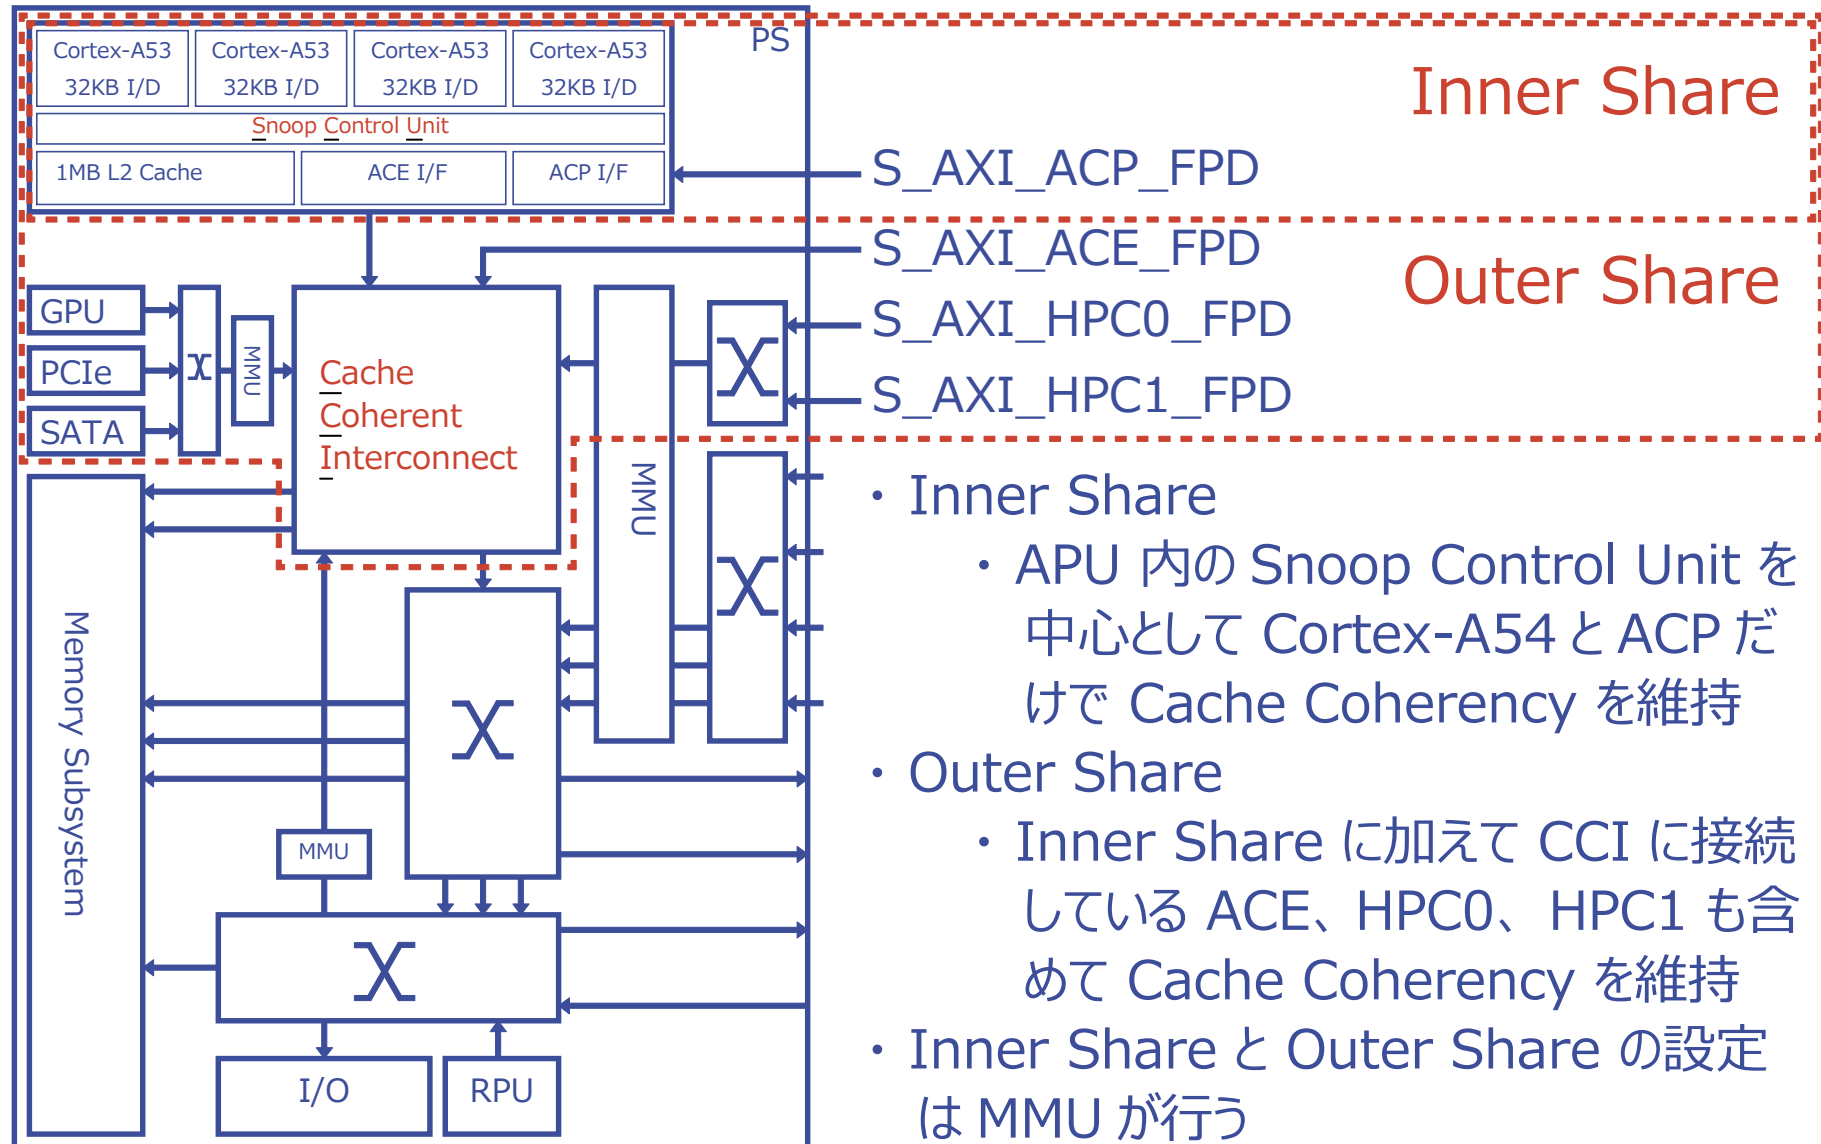 PS
Cortex-A53 Cortex-A53 Cortex-A53 Cortex-A53
32KB I/D 32KB I/D 32KB I/D 32KB I/D
Snoop Control Unit
1MB L2 Cache ACE I/F ACP I/F
Inner Share
S_AXI_ACP_FPD
S_AXI_ACE_FPD
Outer Share
S_AXI_HPC0_FPD
S_AXI_HPC1_FPD
GPU
PCIe
SATA
MMU
Cache
Coherent
Interconnect
MMU
Memory Subsystem
MMU
I/O
RPU
・Inner Share
・APU 内の Snoop Control Unit を
中心として Cortex-A54 と ACP だ
けで Cache Coherency を維持
・Outer Share
・Inner Share に加えて CCI に接続
している ACE、HPC0、HPC1 も含
めて Cache Coherency を維持
・Inner Share と Outer Share の設定
は MMU が行う